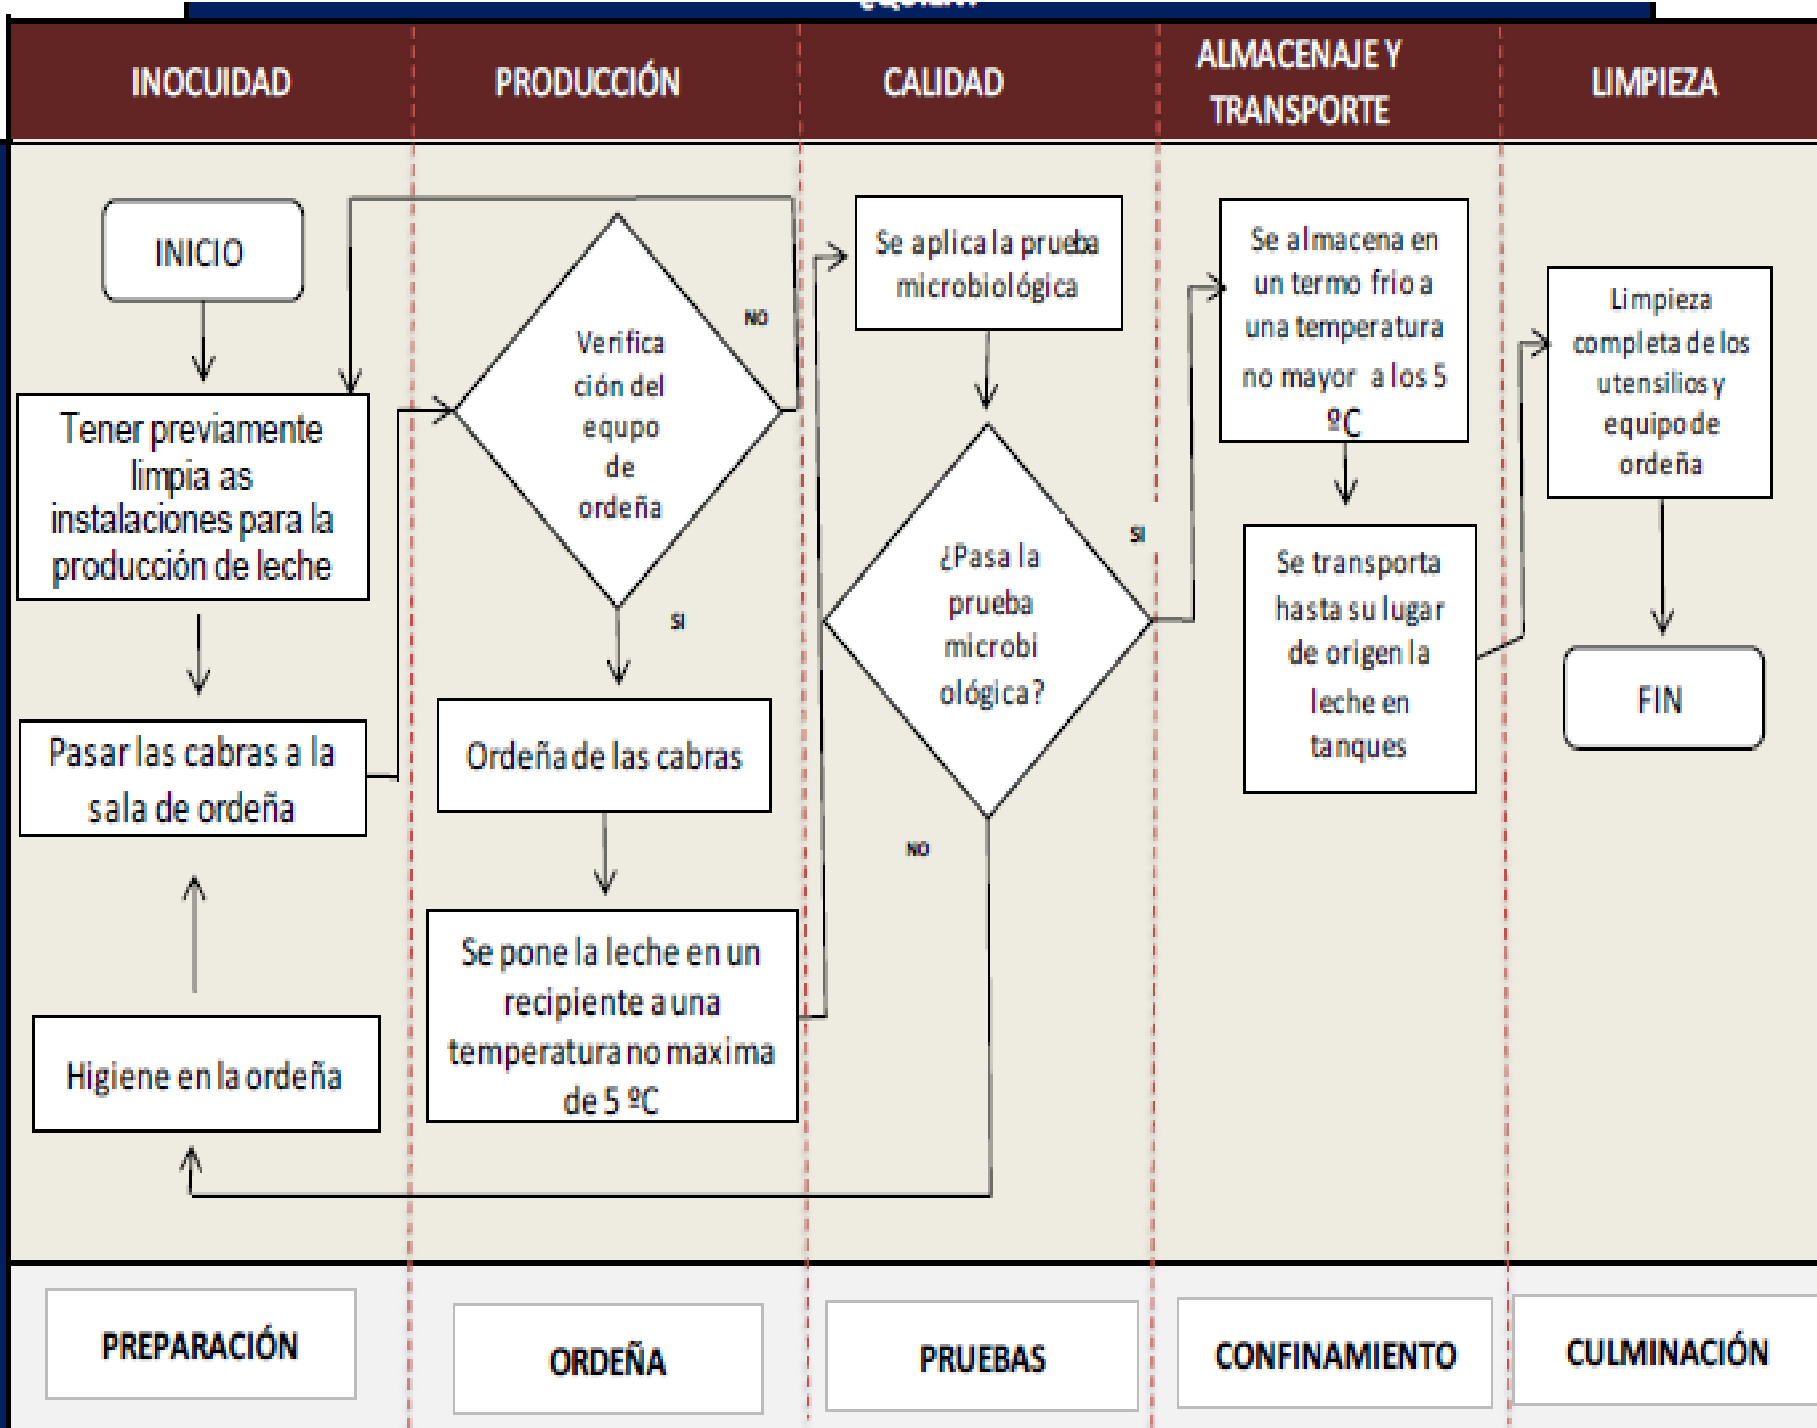 INOCUIDAD
PRODUCCIÓN
CALIDAD
ALMACENAJE Y
TRANSPORTE
LIMPIEZA
INICIO
Tener previamente
limpia as
instalaciones para la
producción de leche
Pasar las cabras a la
sala de ordeña
Higiene en la ordeña
NO
Verifica
ción del
equpo
de
ordeña
SI
Ordeña de las cabras
Se pone la leche en un
recipiente a una
temperatura no maxima
de 5 ºC
Se aplica la prueba
microbiológica
SI
¿Pasa la
prueba
microbi
ológica?
NO
Se almacena en
un termo frio a
una temperatura
no mayor a los 5
ºC
Se transporta
hasta su lugar
de origen la
leche en
tanques
Limpieza
completa de los
utensilios y
equipo de
ordeña
FIN
PREPARACIÓN
ORDEÑA
PRUEBAS
CONFINAMIENTO
CULMINACIÓN